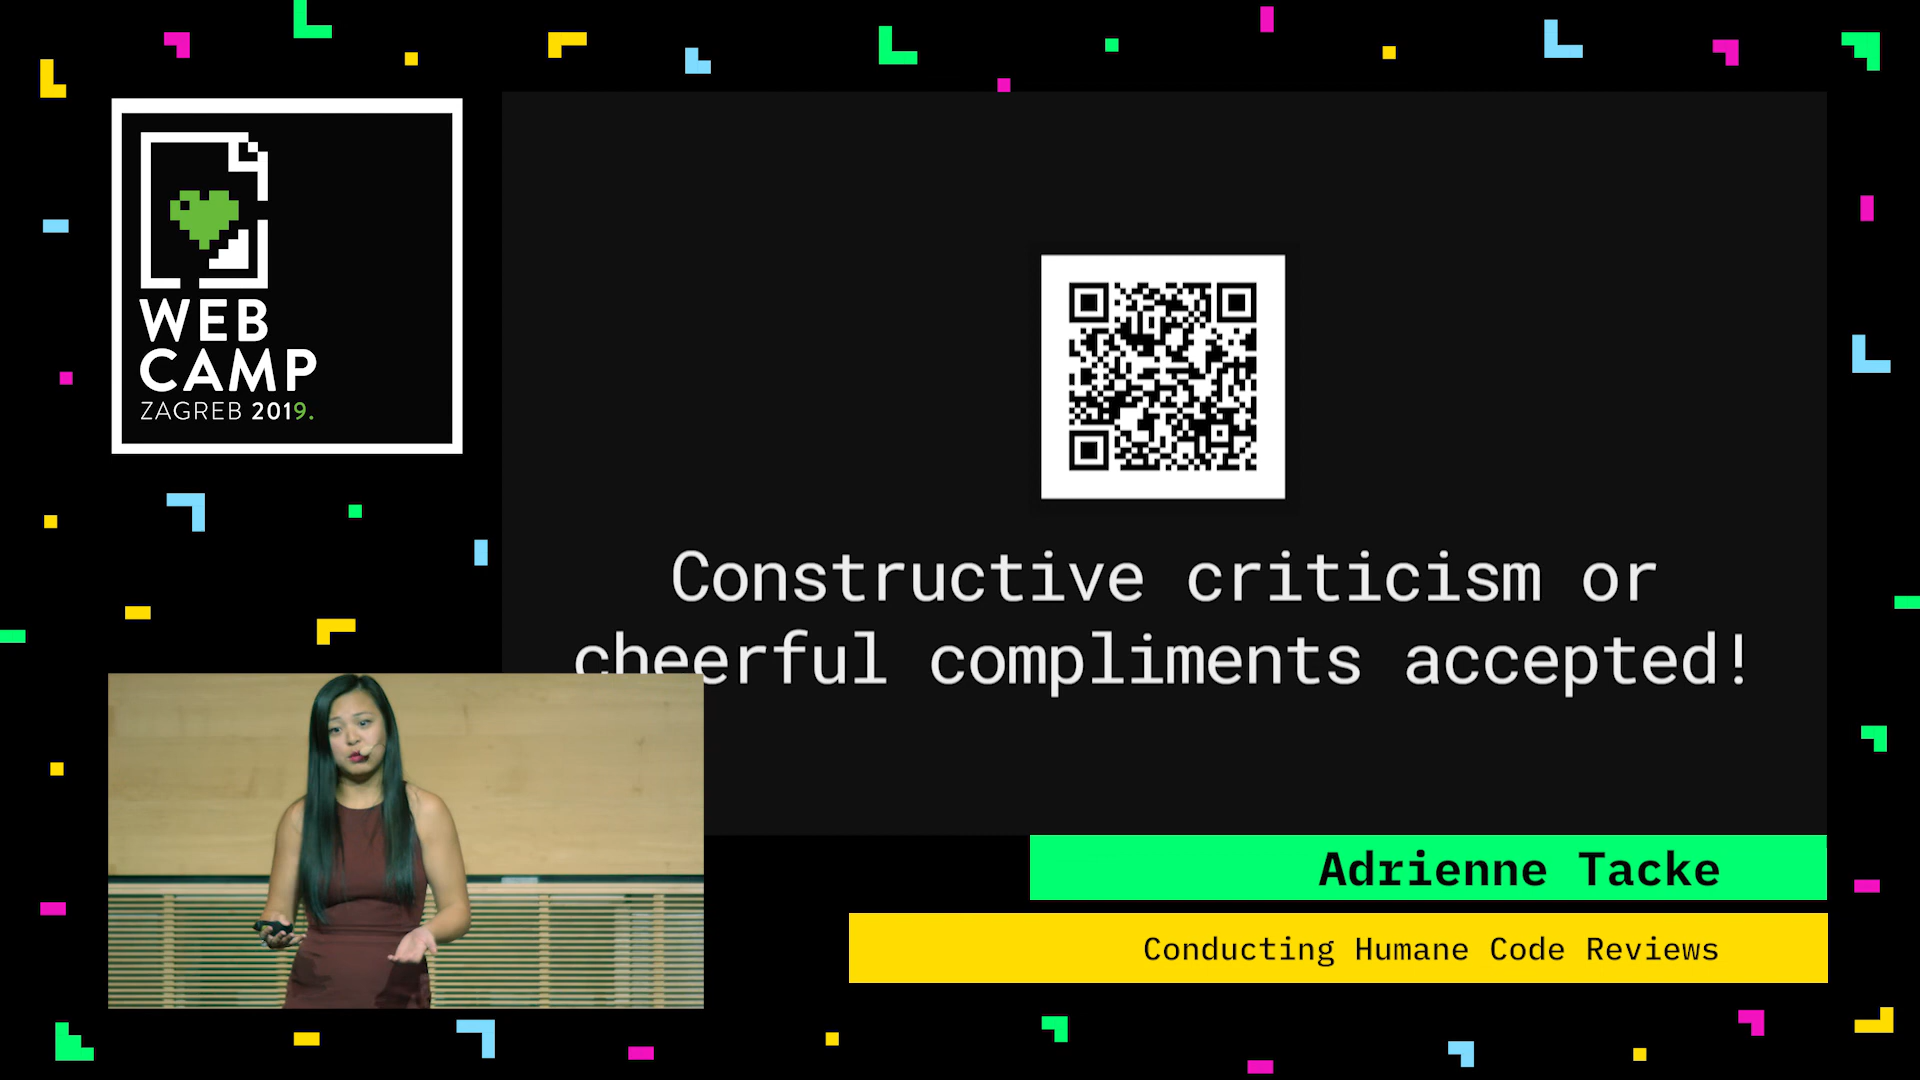 WEB
CAMP
ZAGREB 2019.
Constructive criticism or
cheerful compliments accepted!
Adrienne Tacke
Conducting Humane Code Reviews